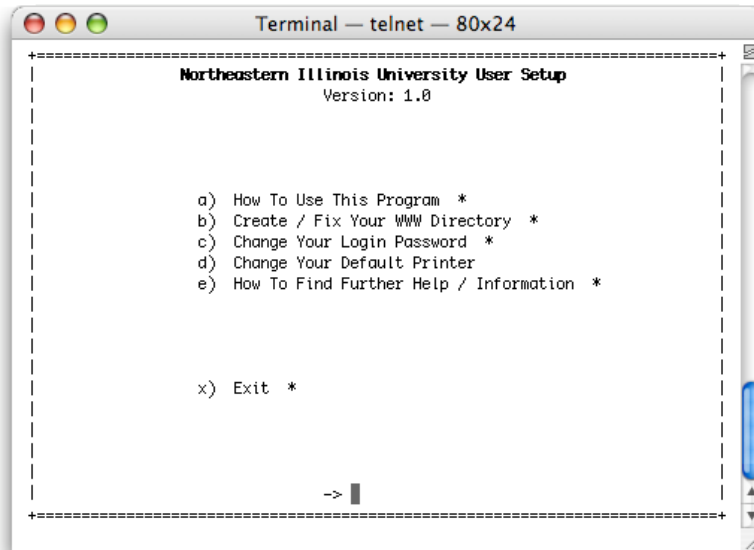 Terminal — telnet — 80x24
Northeastern Illinois University User Setup
Version: 1.0
a) How To Use This Program *
b) Create / Fix Your WWW Directory *
c) Change Your Login Password *
d) Change Your Default Printer
e) How To Find Further Help / Information *
x) Exit *
->